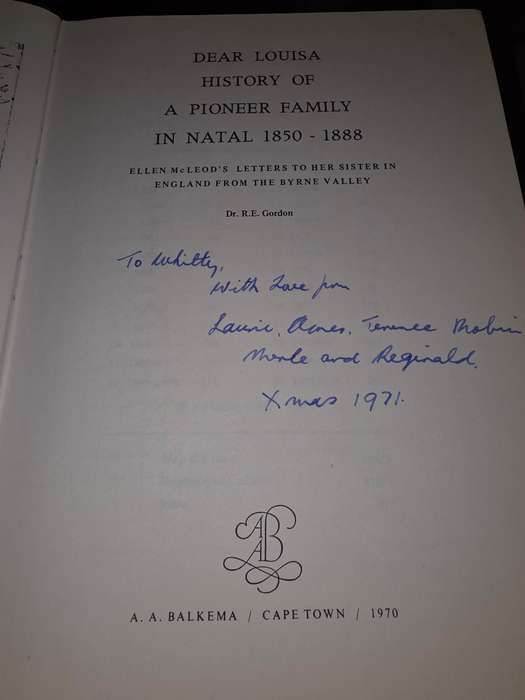 DEAR LOUISA
HISTORY OF
A PIONEER FAMILY
IN NATAL 1850 - 1888
ELLEN McLEOD'S LETTERS TO HER SISTER IN
ENGLAND FROM THE BYRNE VALLEY
Dr. R.E. Gordon
To Whitty,
With Love from
Laurie, Agnes, Terence Robin
Merle and Reginald.
Xmas 1971.
A. A. BALKEMA / CAPE TOWN / 1970